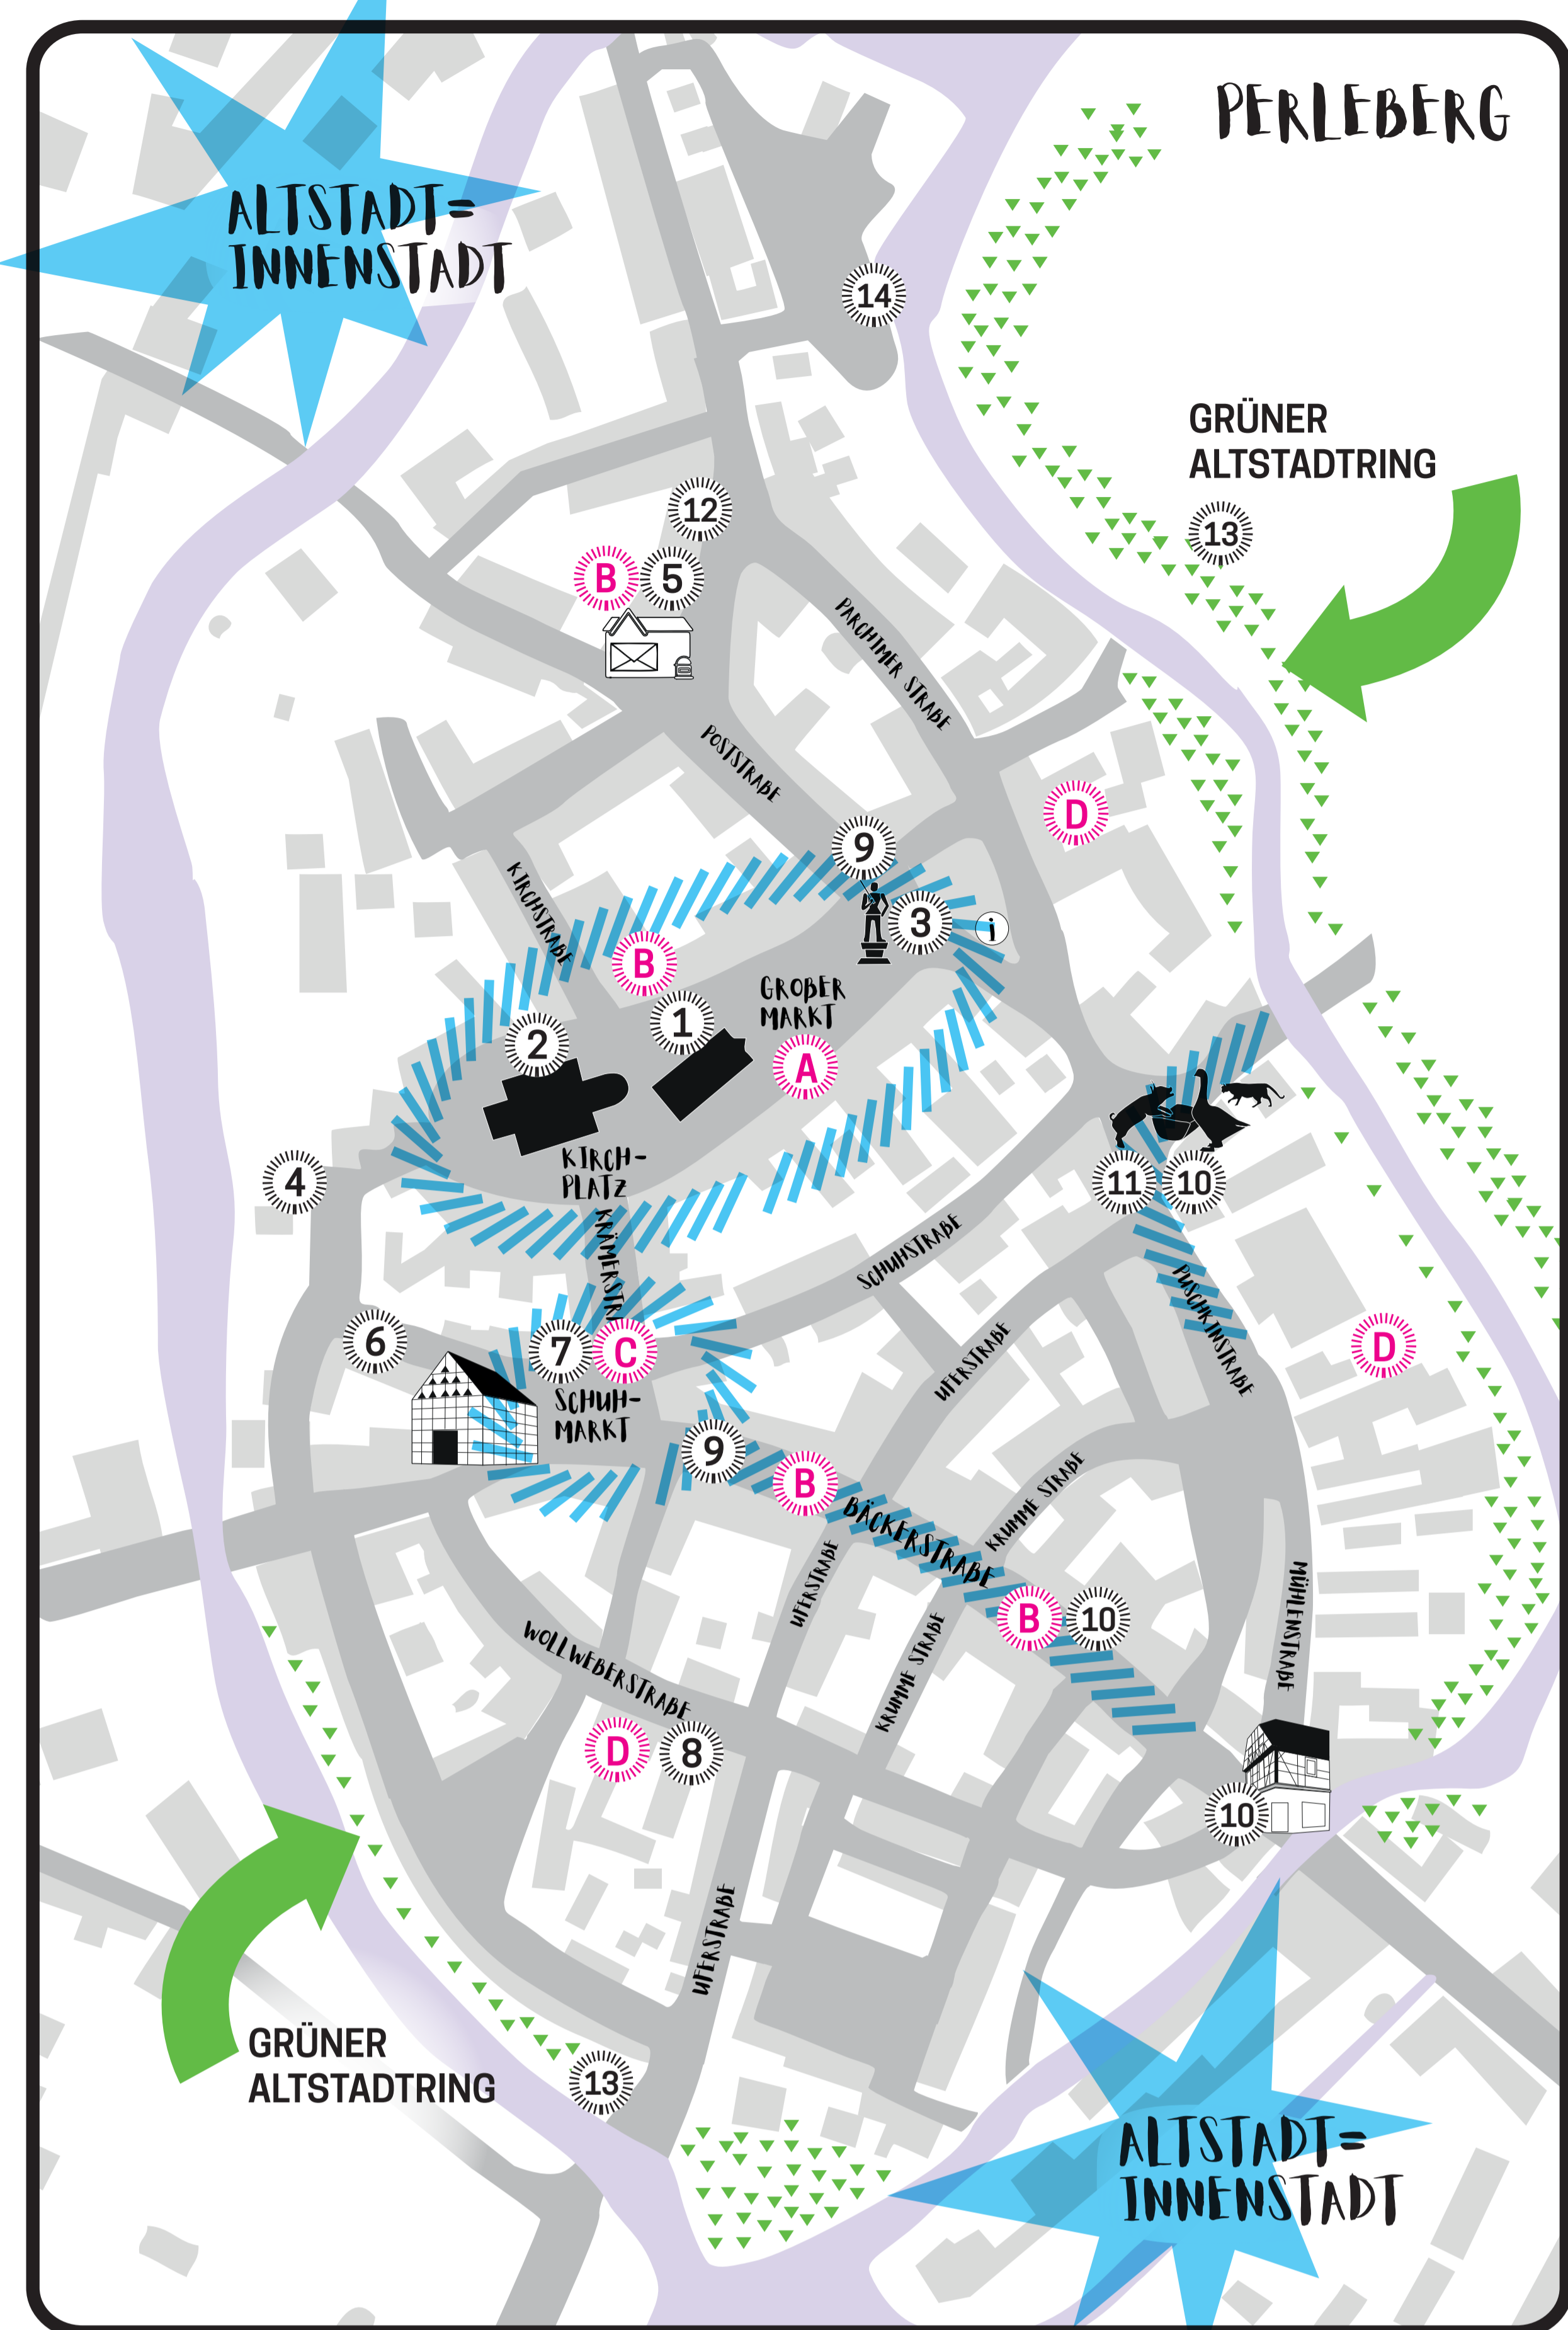 PERLEBERG
ALTSTADT=
INNENSTADT
14
GRÜNER
ALTSTADTRING
13
12
B
5
PARCHIMER STRAßE
POSTSTRAßE
D
9
3
i
KIRCHSTRAßE
B
GROßER
MARKT
1
2
A
KIRCH-
PLATZ
4
11
10
KRÄMERSTR
SCHUHSTRAßE
PUSCHKINSTRAßE
6
7
C
D
UFERSTRAßE
SCHUH-
MARKT
9
B
BÄCKERSTRAßE
KRUMME STRAßE
UFERSTRAßE
B
10
MÜHLENSTRAßE
WOLLWEBERSTRAßE
KRUMME STRAßE
D
8
10
UFERSTRAßE
GRÜNER
ALTSTADTRING
13
ALTSTADT=
INNENSTADT